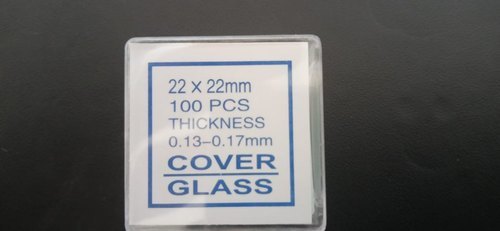 22 x 22mm
100 PCS
THICKNESS
0.13–0.17mm
COVER
GLASS